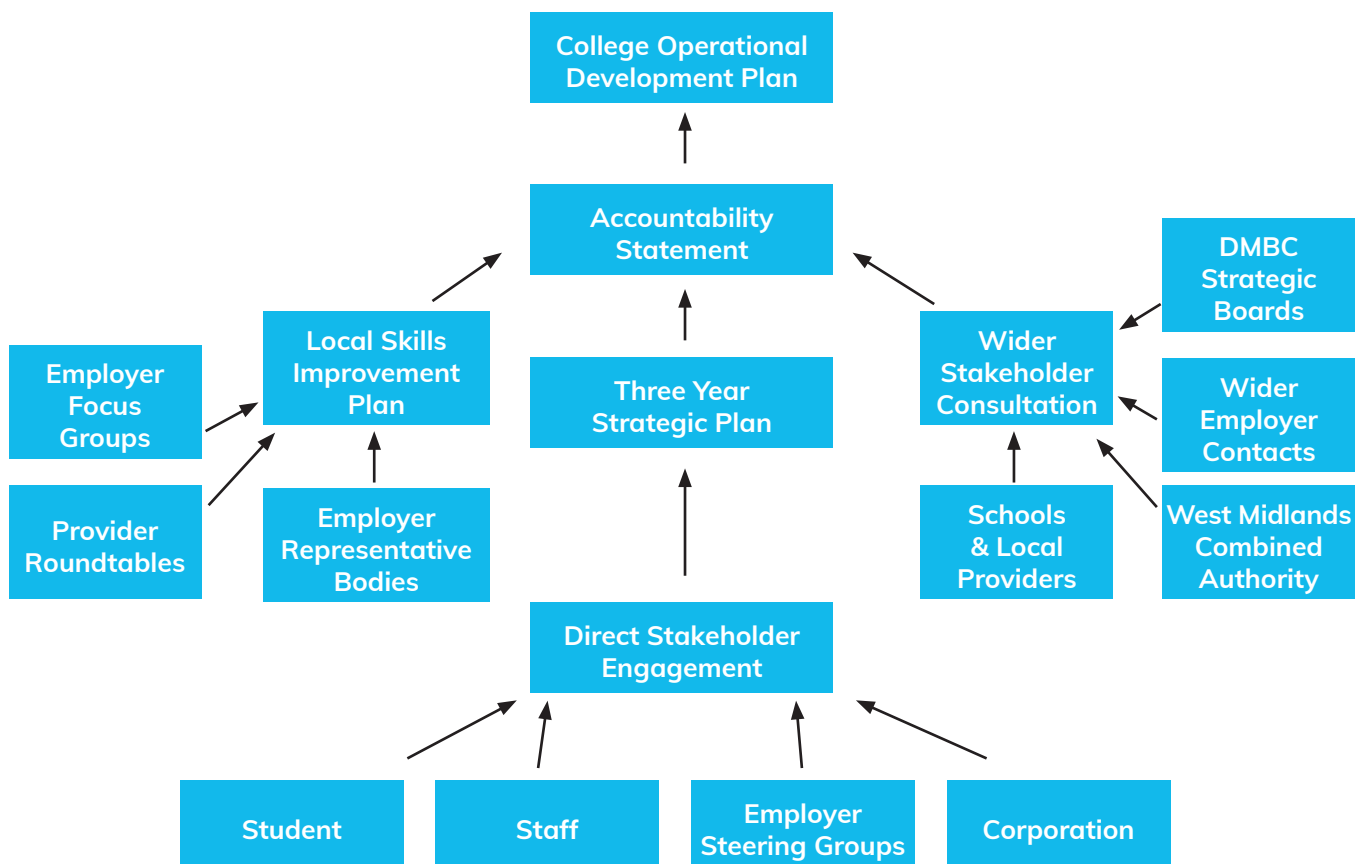 College Operational
Development Plan
Accountability
Statement
DMBC
Strategic
Boards
Local Skills
Improvement
Plan
Wider
Stakeholder
Consultation
Employer
Focus
Groups
Three Year
Strategic Plan
Wider
Employer
Contacts
Provider
Roundtables
Employer
Representative
Bodies
Schools
& Local
Providers
West Midlands
Combined
Authority
Direct Stakeholder
Engagement
Student
Staff
Employer
Steering Groups
Corporation